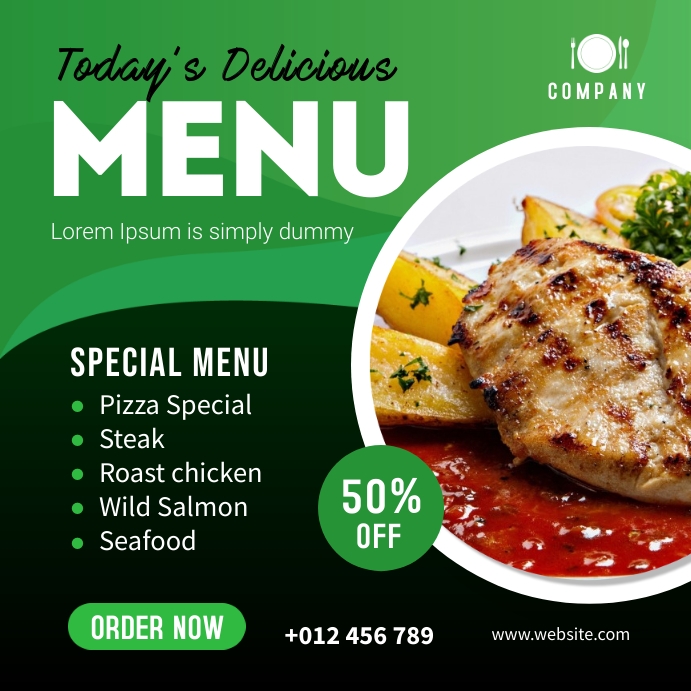 Today's Delicious
MENU
Lorem Ipsum is simply dummy
COMPANY
SPECIAL MENU
Pizza Special
Steak
Roast chicken
Wild Salmon
Seafood
50%
OFF
ORDER NOW
+012 456 789
www.website.com